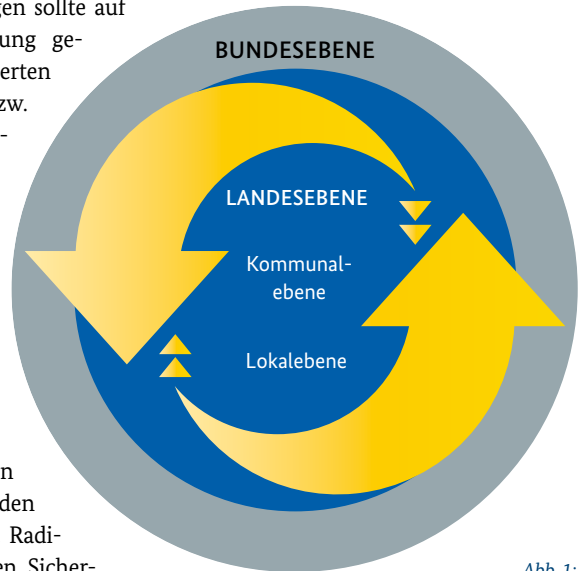 gen sollte auf
ung ge-
erten
zw.
-
BUNDESEBENE
LANDESEBENE
Kommunal-
ebene
Lokalebene
n
den
Radi-
en Sicher-
Abb. 1: